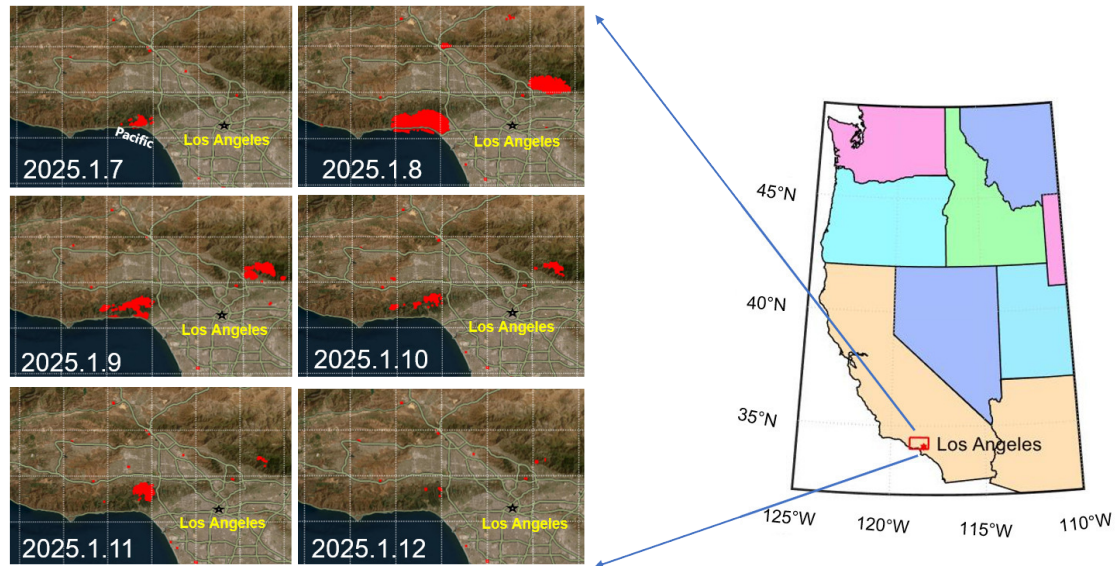 Pacific
Los Angeles
2025.1.7
Los Angeles
2025.1.8
Los Angeles
2025.1.9
Los Angeles
2025.1.10
Los Angeles
2025.1.11
Los Angeles
2025.1.12
45°N
40°N
35°N
Los Angeles
125°W
120°W
115°W
110°W